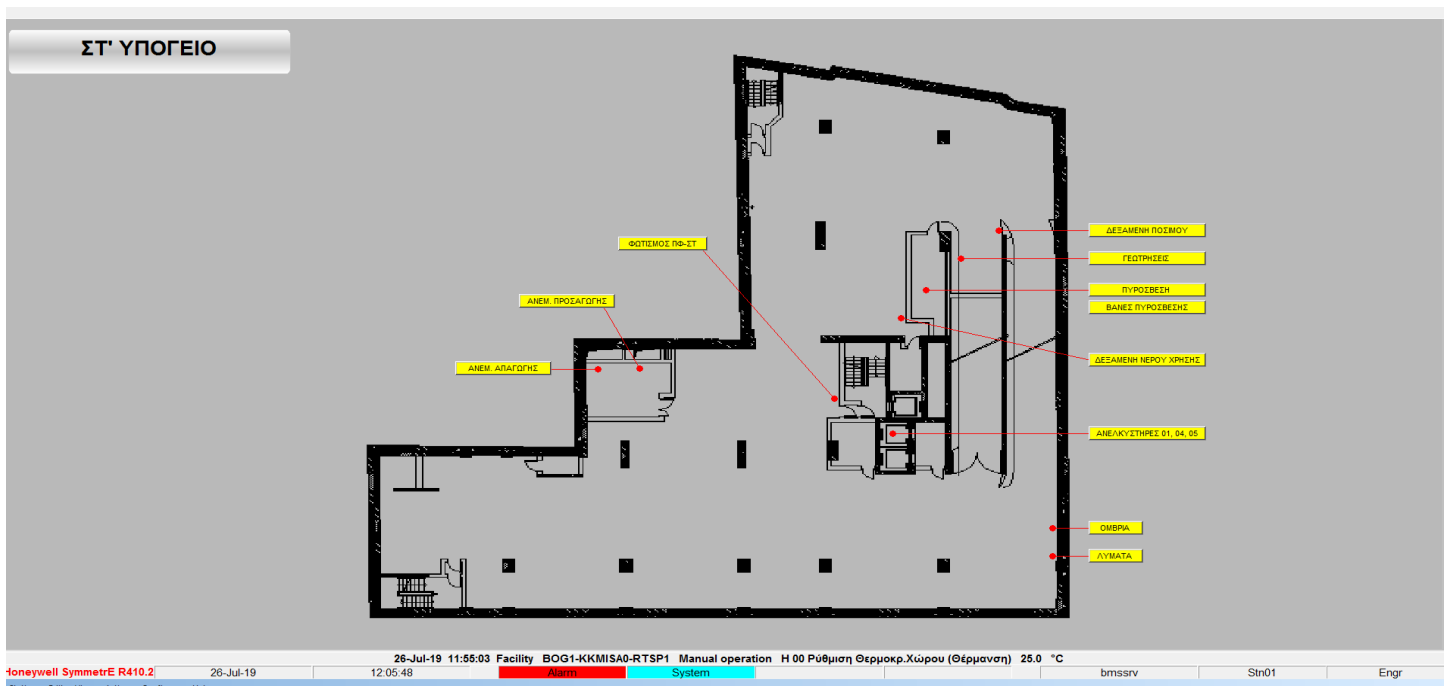 ΣΤ' ΥΠΟΓΕΙΟ
ΦΩΤΙΣΜΟΣ ΠΦ-ΣΤ
ΑΝΕΜ. ΠΡΟΣΑΓΩΓΗΣ
ΑΝΕΜ. ΑΠΑΓΩΓΗΣ
ΔΕΞΑΜΕΝΗ ΠΟΣΙΜΟΥ
ΓΕΩΤΡΗΣΕΙΣ
ΠΥΡΟΣΒΕΣΗ
ΒΑΝΕΣ ΠΥΡΟΣΒΕΣΗΣ
ΔΕΞΑΜΕΝΗ ΝΕΡΟΥ ΧΡΗΣΗΣ
ΑΝΕΛΚΥΣΤΗΡΕΣ 01, 04, 05
ΟΜΒΡΙΑ
ΛΥΜΑΤΑ
26-Jul-19 11:55:03 Facility BOG1-KKMISA0-RTSP1 Manual operation H 00 Ρύθμιση Θερμοκρ.Χώρου (Θέρμανση) 25.0 °C
Honeywell SymmetrE R410.2 26-Jul-19 12:05:48 Alarm System bmssrv Stn01 Engr